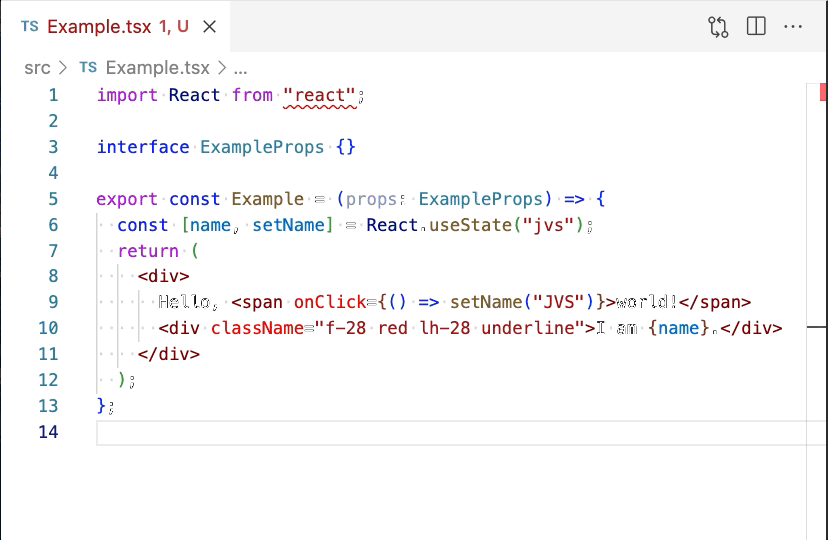 TS Example.tsx 1, U
src > TS Example.tsx > ...
1 import React from "react";
2
3 interface ExampleProps {}
4
5 export const Example = (props: ExampleProps) => {
6 const [name, setName] = React.useState("jvs");
7 return (
8 <div>
9 Hello, <span onClick={() => setName("JVS")}>world!</span>
10 <div className="f-28 red lh-28 underline">I am {name}.</div>
11 </div>
12 );
13 };
14